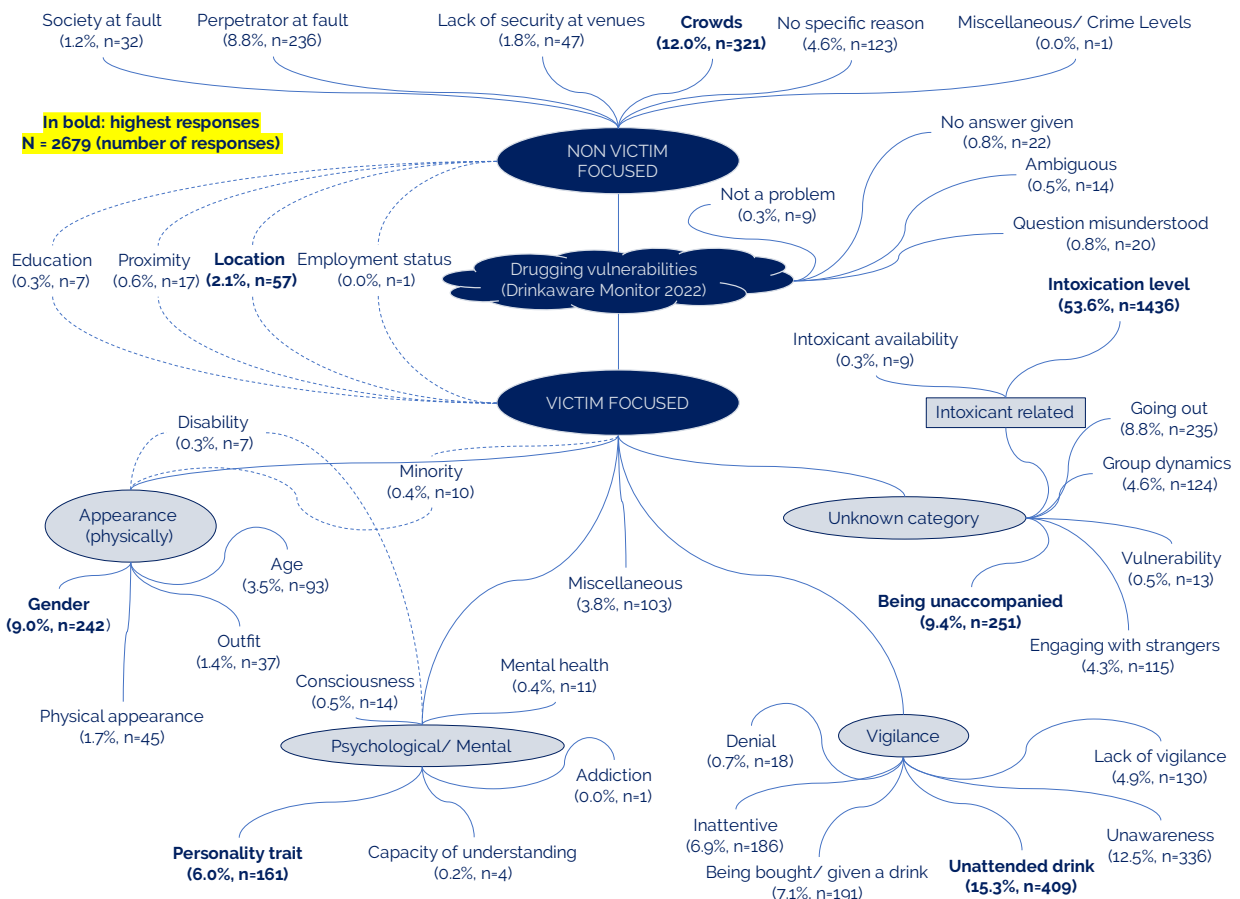 Society at fault
(1.2%, n=32)
Perpetrator at fault
(8.8%, n=236)
Lack of security at venues
(1.8%, n=47)
Crowds
(12.0%, n=321)
No specific reason
(4.6%, n=123)
Miscellaneous/ Crime Levels
(0.0%, n=1)
In bold: highest responses
N = 2679 (number of responses)
NON VICTIM
FOCUSED
No answer given
(0.8%, n=22)
Ambiguous
(0.5%, n=14)
Not a problem
(0.3%, n=9)
Question misunderstood
(0.8%, n=20)
Education
(0.3%, n=7)
Proximity
(0.6%, n=17)
Location
(2.1%, n=57)
Employment status
(0.0%, n=1)
Drugging vulnerabilities
(Drinkaware Monitor 2022)
Intoxication level
(53.6%, n=1436)
Intoxicant availability
(0.3%, n=9)
VICTIM FOCUSED
Intoxicant related
Going out
(8.8%, n=235)
Disability
(0.3%, n=7)
Minority
(0.4%, n=10)
Group dynamics
(4.6%, n=124)
Appearance
(physically)
Unknown category
Age
(3.5%, n=93)
Vulnerability
(0.5%, n=13)
Miscellaneous
(3.8%, n=103)
Gender
(9.0%, n=242)
Being unaccompanied
(9.4%, n=251)
Outfit
(1.4%, n=37)
Engaging with strangers
(4.3%, n=115)
Mental health
(0.4%, n=11)
Consciousness
(0.5%, n=14)
Physical appearance
(1.7%, n=45)
Psychological/ Mental
Vigilance
Denial
(0.7%, n=18)
Lack of vigilance
(4.9%, n=130)
Addiction
(0.0%, n=1)
Inattentive
(6.9%, n=186)
Unawareness
(12.5%, n=336)
Personality trait
(6.0%, n=161)
Capacity of understanding
(0.2%, n=4)
Being bought/ given a drink
(7.1%, n=191)
Unattended drink
(15.3%, n=409)